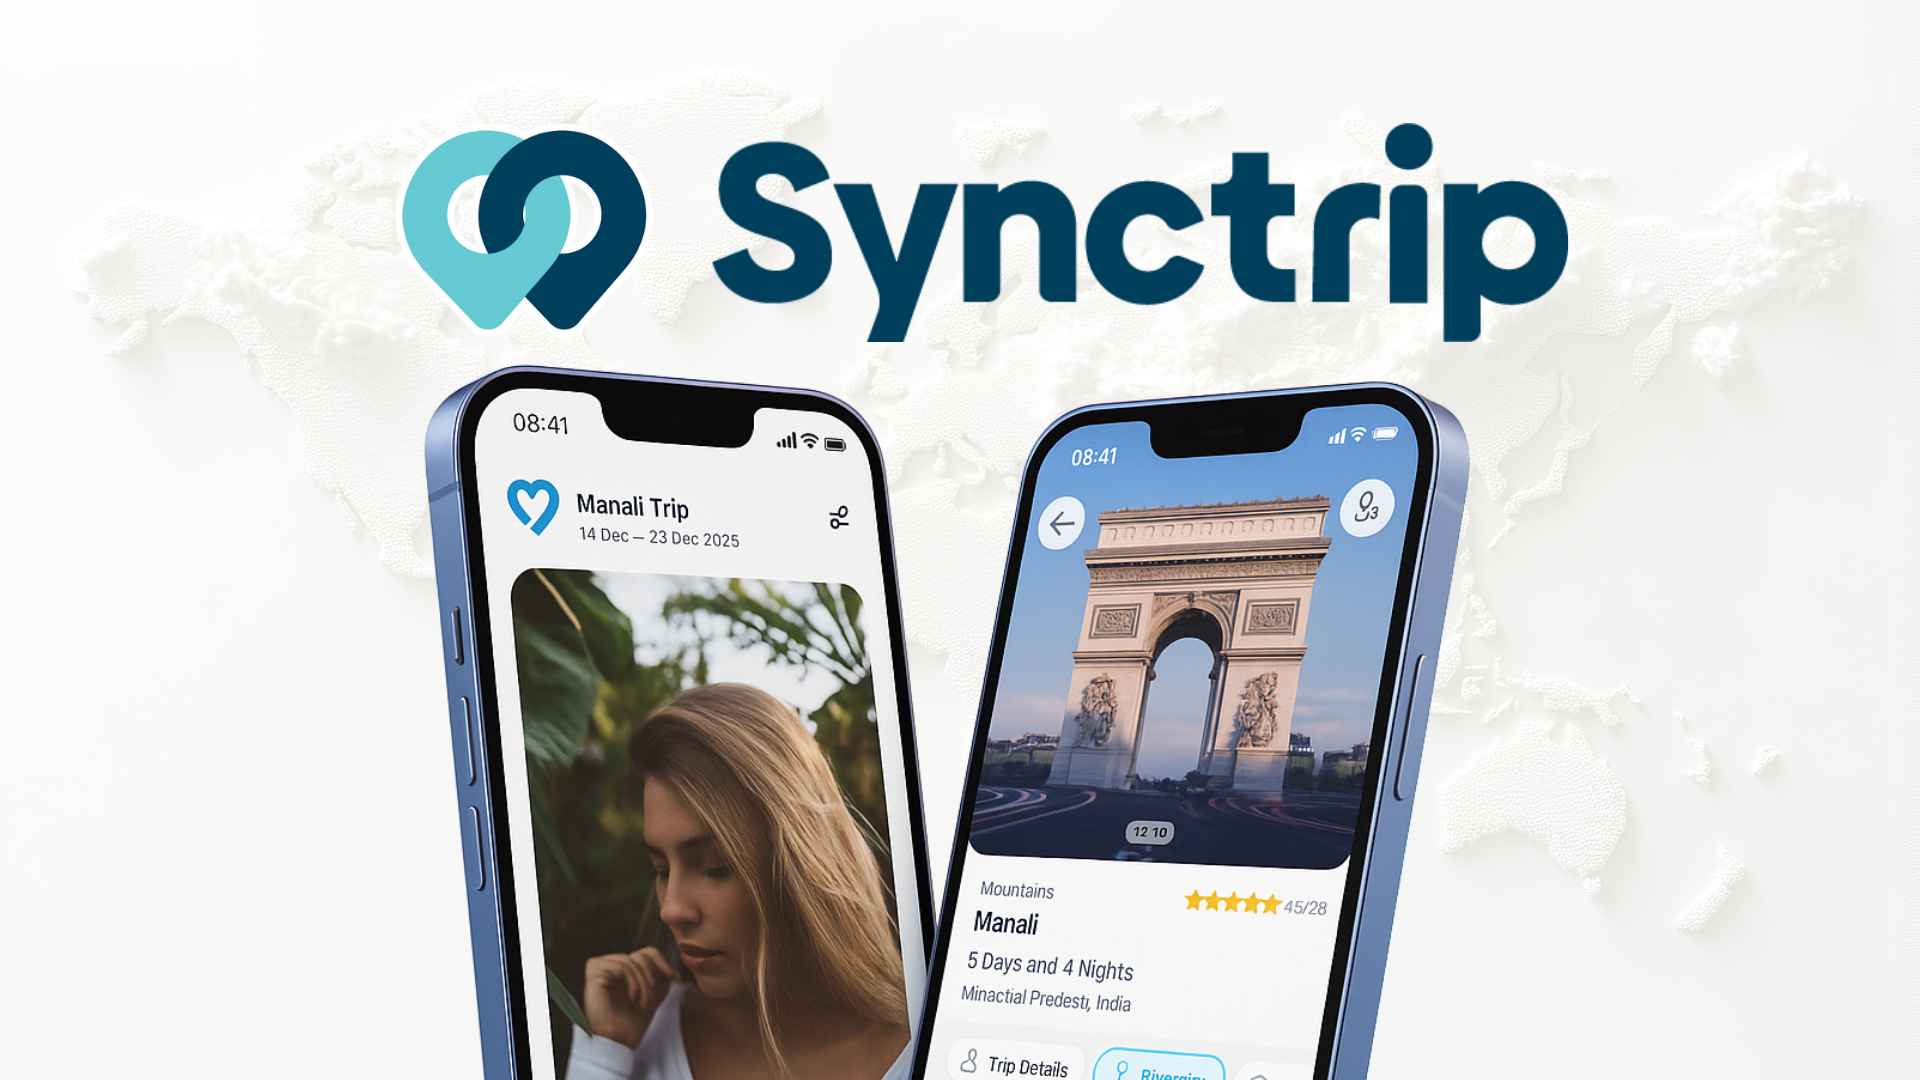 Synctrip
08:41
Manali Trip
14 Dec – 23 Dec 2025
08:41
3
12 10
Mountains
45/28
Manali
5 Days and 4 Nights
Minactial Predesti, India
Trip Details